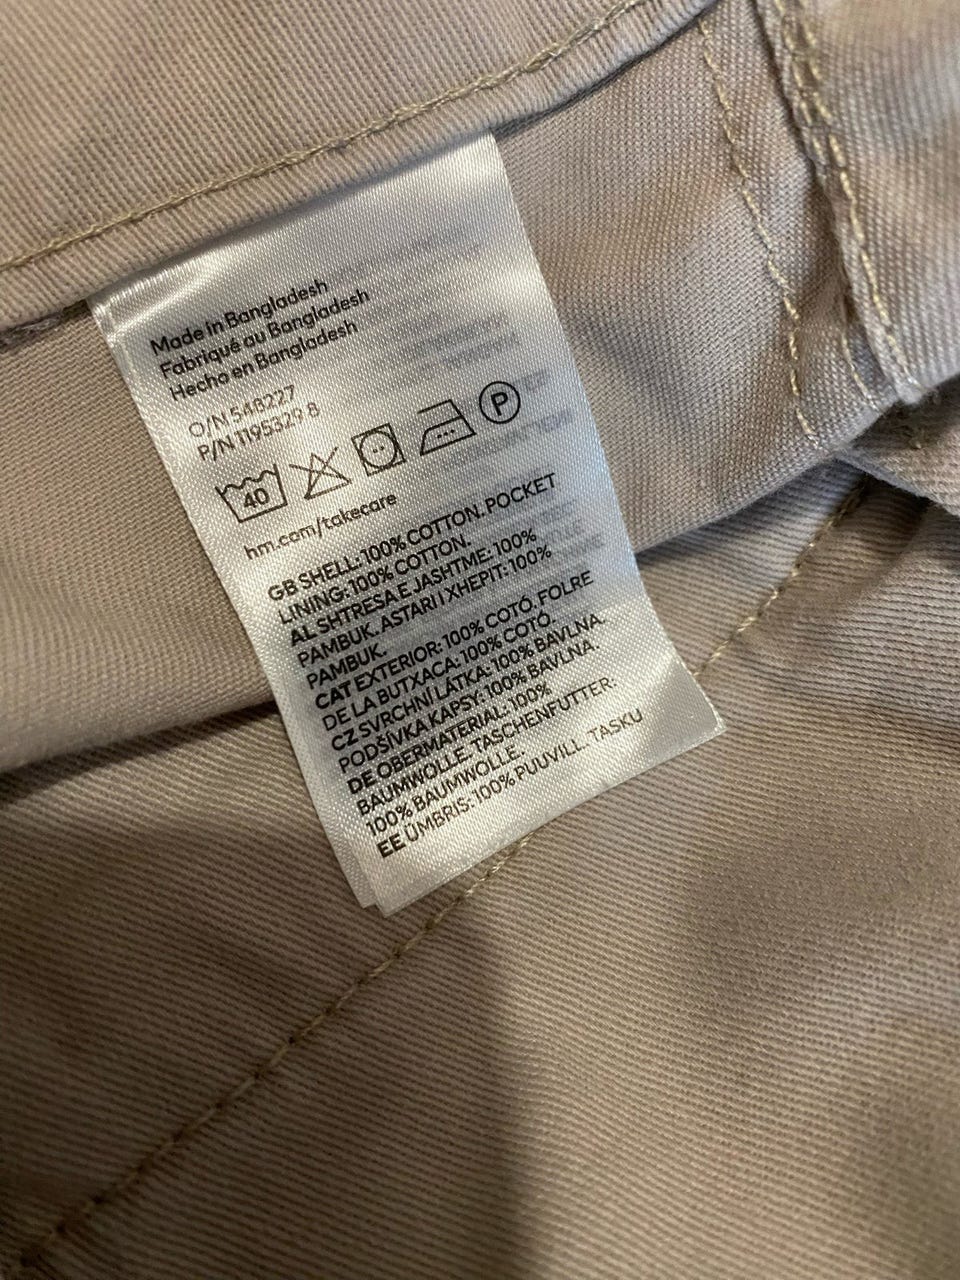 Made in Bangladesh
Fabriqué au Bangladesh
Hecho en Bangladesh
O/N 548227
P/N 1195329 8
40 P
hm.com/takecare
GB SHELL: 100% COTTON. POCKET
LINING: 100% COTTON.
AL SHTRESA E JASHTME: 100%
PAMBUK. ASTARI I XHEPIT: 100%
PAMBUK.
CAT EXTERIOR: 100% COTÓ. FOLRE
DE LA BUTXACA: 100% COTÓ.
CZ SVRCHNÍ LÁTKA: 100% BAVLNA.
PODŠÍVKA KAPSY: 100% BAVLNA.
DE OBERMATERIAL: 100%
BAUMWOLLE. TASCHENFUTTER:
100% BAUMWOLLE.
EE ÜMBRIS: 100% PUUVILL. TASKU